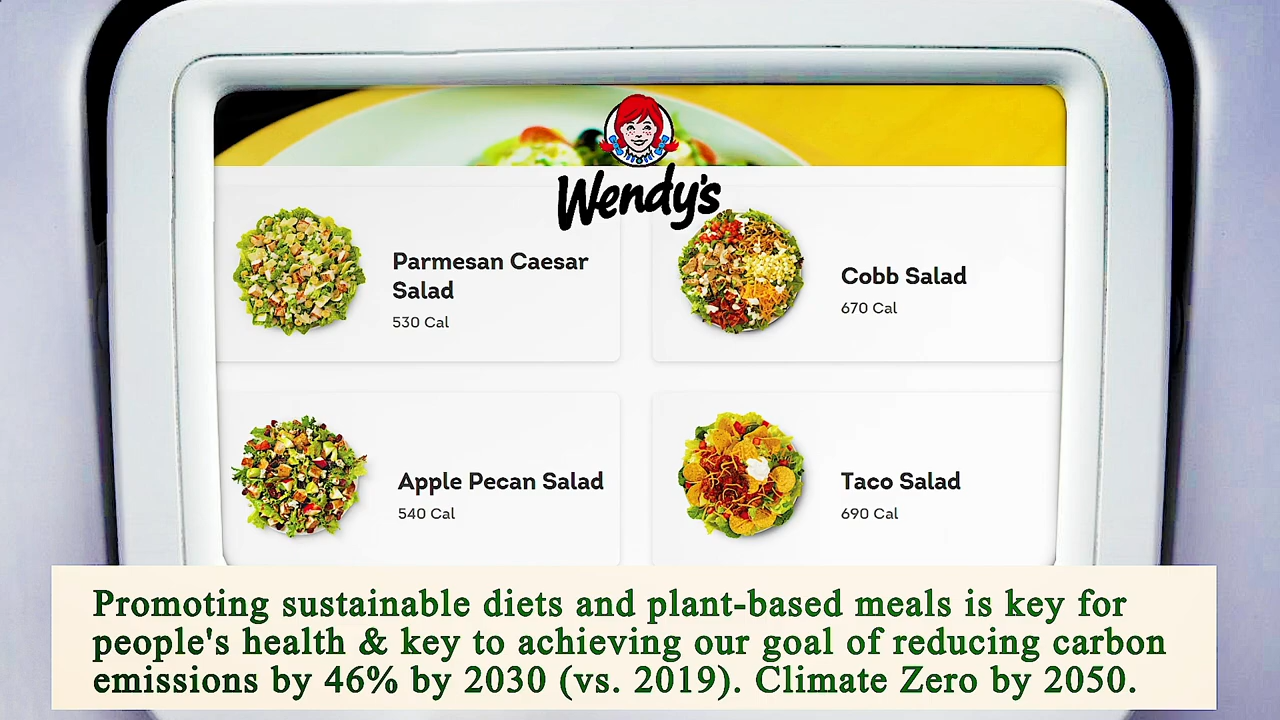 Wendy's
Parmesan Caesar
Salad
530 Cal
Cobb Salad
670 Cal
Apple Pecan Salad
540 Cal
Taco Salad
690 Cal
Promoting sustainable diets and plant-based meals is key for
people's health & key to achieving our goal of reducing carbon
emissions by 46% by 2030 (vs. 2019). Climate Zero by 2050.